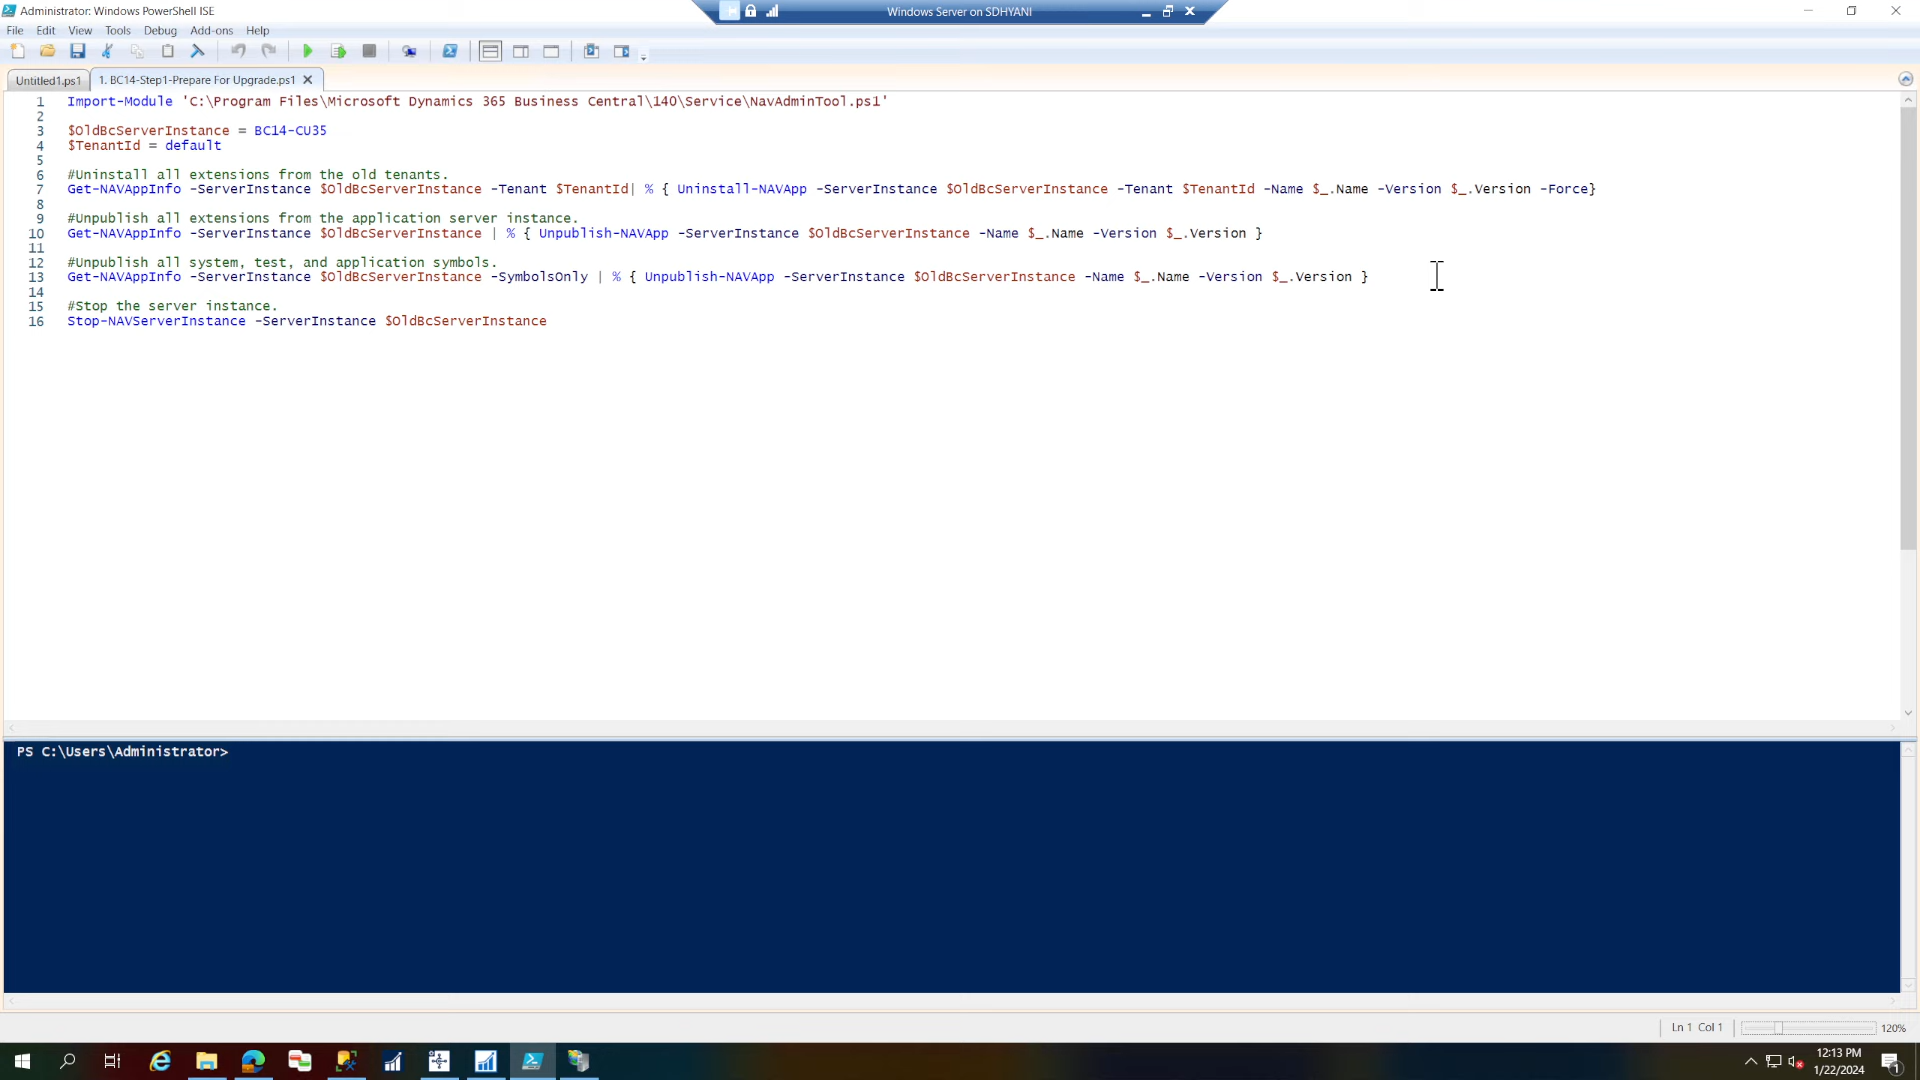 Administrator: Windows PowerShell ISE
Windows Server on SDHYANI
File Edit View Tools Debug Add-ons Help
Untitled1.ps1 1. BC14-Step1-Prepare For Upgrade.ps1
1 Import-Module 'C:\Program Files\Microsoft Dynamics 365 Business Central\140\Service\NavAdminTool.ps1'
2
3 $OldBcServerInstance = BC14-CU35
4 $TenantId = default
5
6 #Uninstall all extensions from the old tenants.
7 Get-NAVAppInfo -ServerInstance $OldBcServerInstance -Tenant $TenantId| % { Uninstall-NAVApp -ServerInstance $OldBcServerInstance -Tenant $TenantId -Name $_.Name -Version $_.Version -Force}
8
9 #Unpublish all extensions from the application server instance.
10 Get-NAVAppInfo -ServerInstance $OldBcServerInstance | % { Unpublish-NAVApp -ServerInstance $OldBcServerInstance -Name $_.Name -Version $_.Version }
11
12 #Unpublish all system, test, and application symbols.
13 Get-NAVAppInfo -ServerInstance $OldBcServerInstance -SymbolsOnly | % { Unpublish-NAVApp -ServerInstance $OldBcServerInstance -Name $_.Name -Version $_.Version }
14
15 #Stop the server instance.
16 Stop-NAVServerInstance -ServerInstance $OldBcServerInstance
PS C:\Users\Administrator>
Ln 1 Col 1 120%
12:13 PM
1/22/2024
1